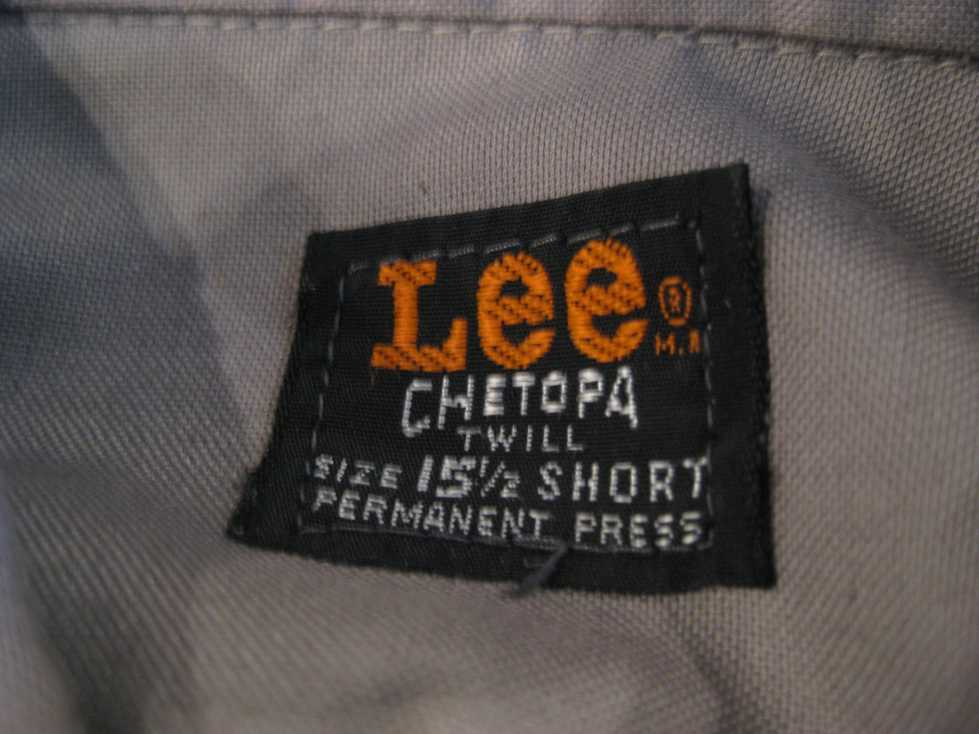 Lee®
M.R.
CHETOPA
TWILL
SIZE 15½ SHORT
PERMANENT PRESS